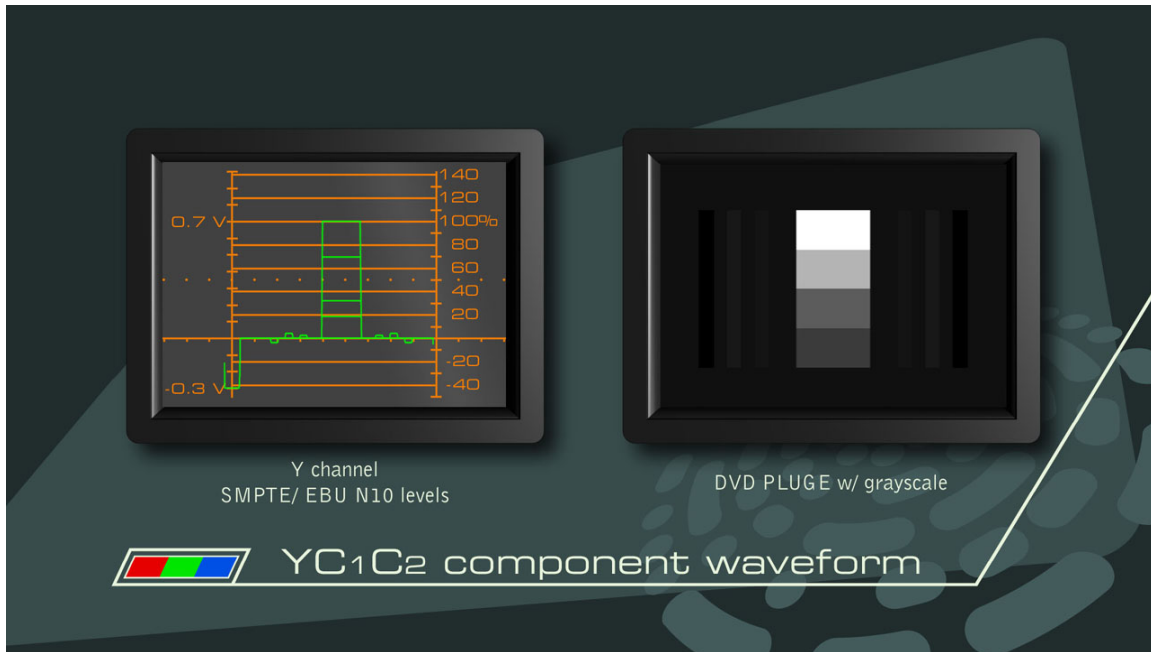 140
120
0.7 V
100%
80
60
40
20
-20
-0.3 V
-40
Y channel
SMPTE/ EBU N10 levels
DVD PLUGE w/ grayscale
YC1C2 component waveform